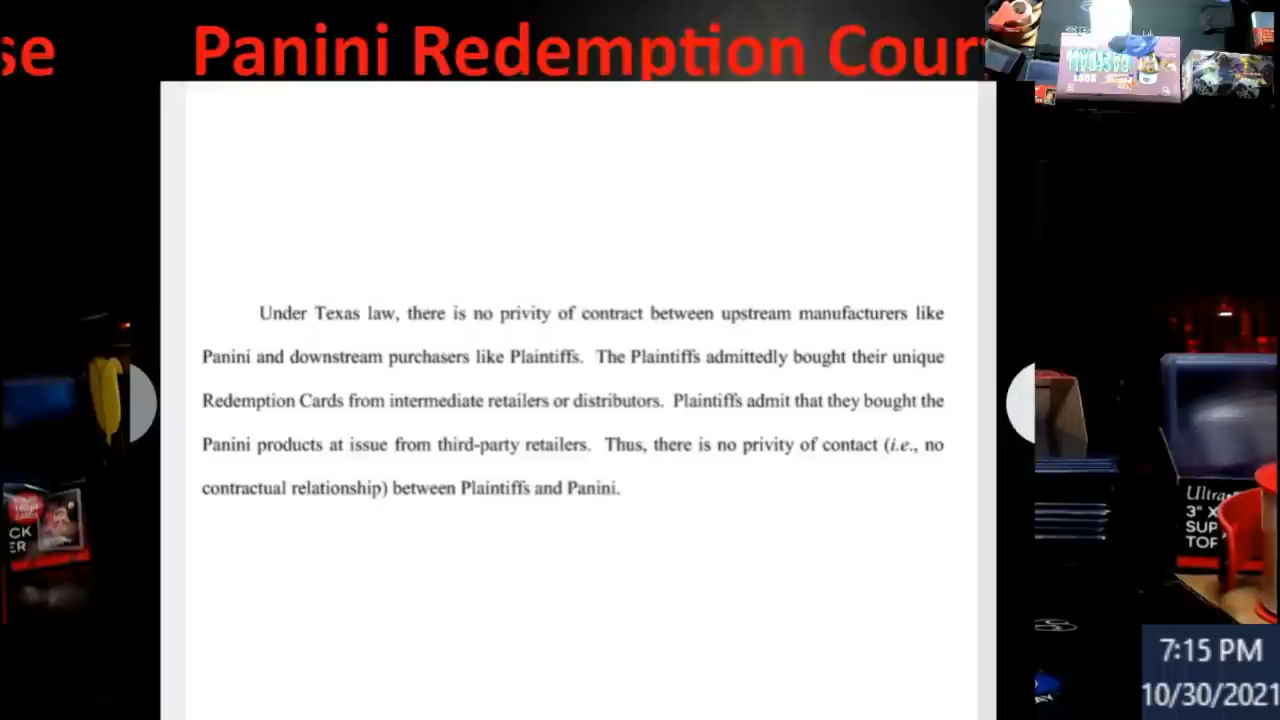 se Panini Redemption Cour
Under Texas law, there is no privity of contract between upstream manufacturers like
Panini and downstream purchasers like Plaintiffs. The Plaintiffs admittedly bought their unique
Redemption Cards from intermediate retailers or distributors. Plaintiffs admit that they bought the
Panini products at issue from third-party retailers. Thus, there is no privity of contact (i.e., no
contractual relationship) between Plaintiffs and Panini.
CK
ER
Ultra
3" X
SUP
TOP
7:15 PM
10/30/2021